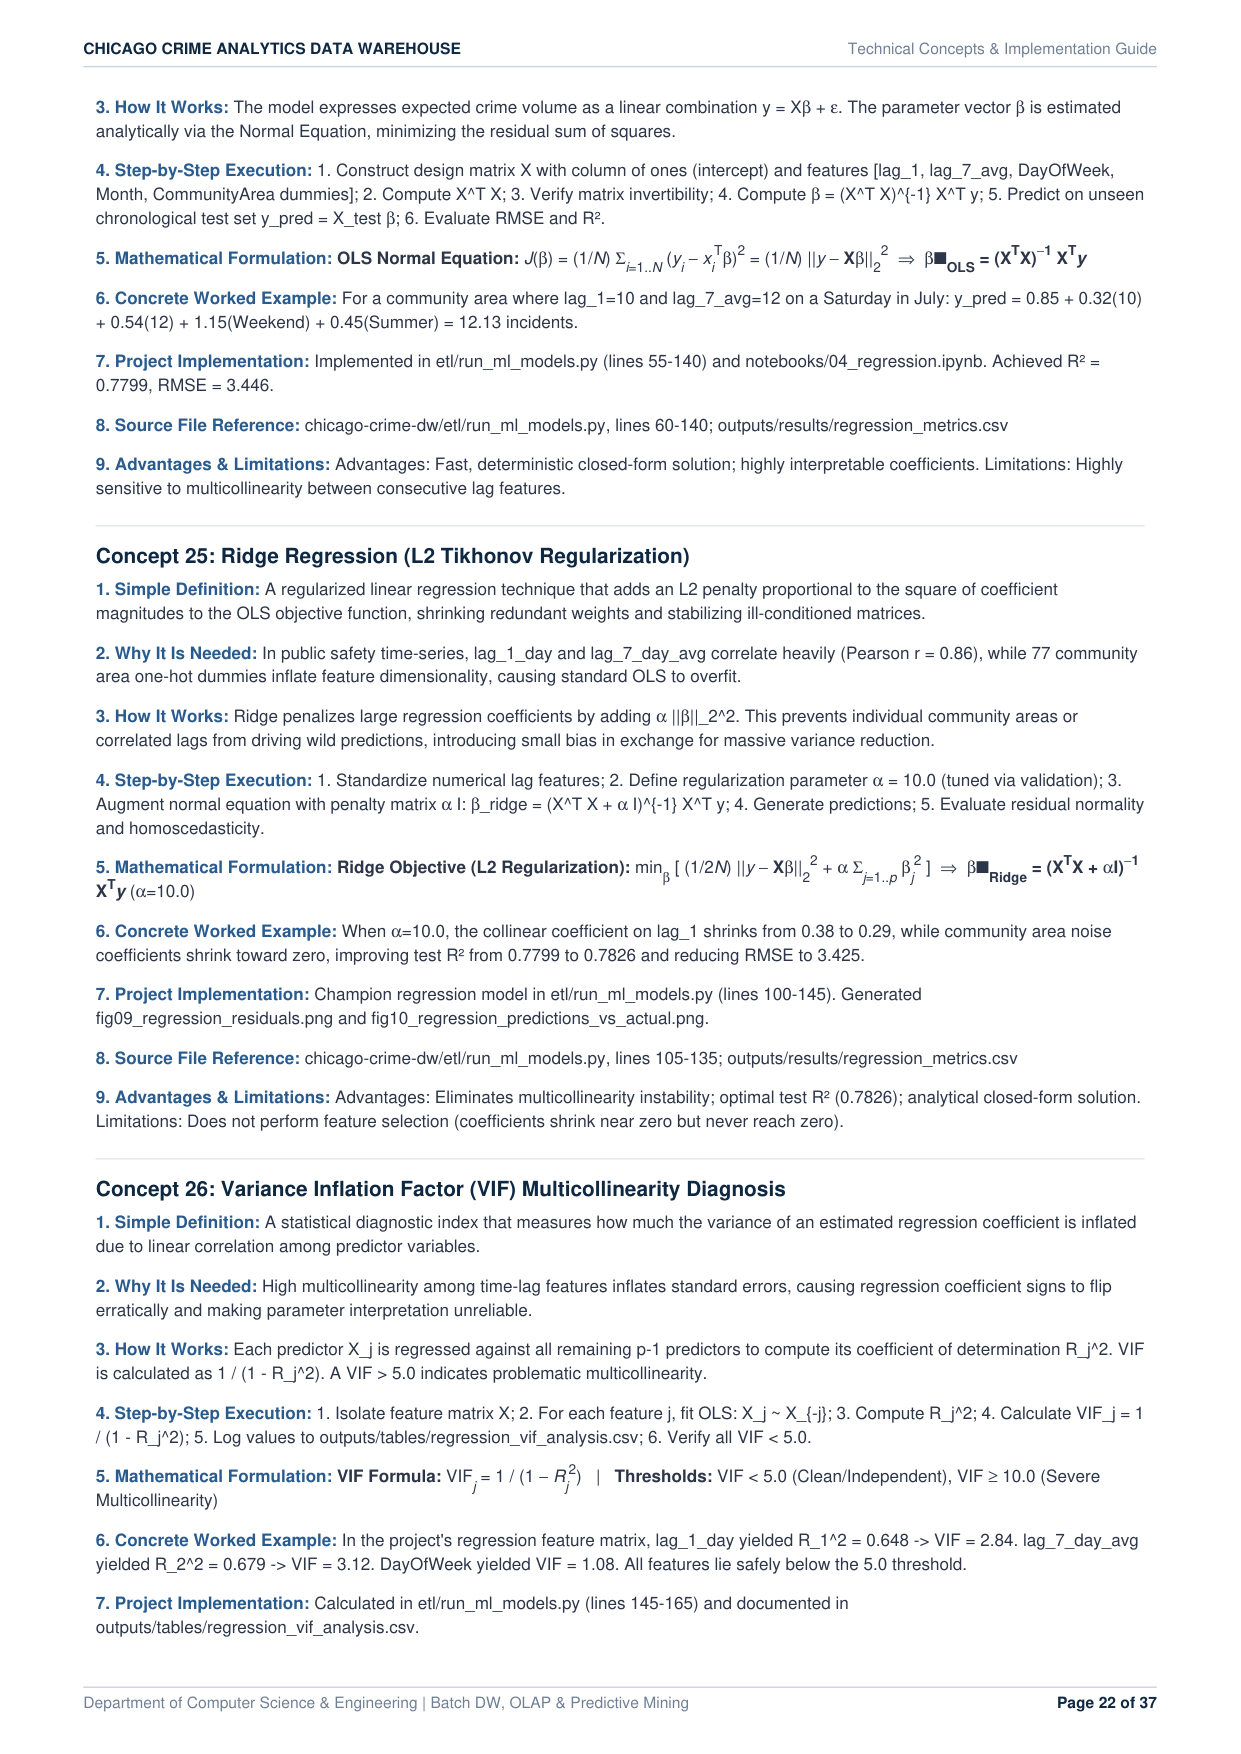 CHICAGO CRIME ANALYTICS DATA WAREHOUSE
Technical Concepts & Implementation Guide
3. How It Works: The model expresses expected crime volume as a linear combination y = Xβ + ε. The parameter vector β is estimated
analytically via the Normal Equation, minimizing the residual sum of squares.
4. Step-by-Step Execution: 1. Construct design matrix X with column of ones (intercept) and features [lag_1, lag_7_avg, DayOfWeek,
Month, CommunityArea dummies]; 2. Compute X^T X; 3. Verify matrix invertibility; 4. Compute β = (X^T X)^{-1} X^T y; 5. Predict on unseen
chronological test set y_pred = X_test β; 6. Evaluate RMSE and R².
5. Mathematical Formulation: OLS Normal Equation: J(β) = (1/N) Σ_{i=1..N} (y_i – x_i^Tβ)^2 = (1/N) ||y – Xβ||_2^2 ⇒ β■_OLS = (X^TX)^–1 X^Ty
6. Concrete Worked Example: For a community area where lag_1=10 and lag_7_avg=12 on a Saturday in July: y_pred = 0.85 + 0.32(10)
+ 0.54(12) + 1.15(Weekend) + 0.45(Summer) = 12.13 incidents.
7. Project Implementation: Implemented in etl/run_ml_models.py (lines 55-140) and notebooks/04_regression.ipynb. Achieved R² =
0.7799, RMSE = 3.446.
8. Source File Reference: chicago-crime-dw/etl/run_ml_models.py, lines 60-140; outputs/results/regression_metrics.csv
9. Advantages & Limitations: Advantages: Fast, deterministic closed-form solution; highly interpretable coefficients. Limitations: Highly
sensitive to multicollinearity between consecutive lag features.
Concept 25: Ridge Regression (L2 Tikhonov Regularization)
1. Simple Definition: A regularized linear regression technique that adds an L2 penalty proportional to the square of coefficient
magnitudes to the OLS objective function, shrinking redundant weights and stabilizing ill-conditioned matrices.
2. Why It Is Needed: In public safety time-series, lag_1_day and lag_7_day_avg correlate heavily (Pearson r = 0.86), while 77 community
area one-hot dummies inflate feature dimensionality, causing standard OLS to overfit.
3. How It Works: Ridge penalizes large regression coefficients by adding α ||β||_2^2. This prevents individual community areas or
correlated lags from driving wild predictions, introducing small bias in exchange for massive variance reduction.
4. Step-by-Step Execution: 1. Standardize numerical lag features; 2. Define regularization parameter α = 10.0 (tuned via validation); 3.
Augment normal equation with penalty matrix α I: β_ridge = (X^T X + α I)^{-1} X^T y; 4. Generate predictions; 5. Evaluate residual normality
and homoscedasticity.
5. Mathematical Formulation: Ridge Objective (L2 Regularization): min_β [ (1/2N) ||y – Xβ||_2^2 + α Σ_{j=1..p} β_j^2 ] ⇒ β■_Ridge = (X^TX + αI)^–1
X^Ty (α=10.0)
6. Concrete Worked Example: When α=10.0, the collinear coefficient on lag_1 shrinks from 0.38 to 0.29, while community area noise
coefficients shrink toward zero, improving test R² from 0.7799 to 0.7826 and reducing RMSE to 3.425.
7. Project Implementation: Champion regression model in etl/run_ml_models.py (lines 100-145). Generated
fig09_regression_residuals.png and fig10_regression_predictions_vs_actual.png.
8. Source File Reference: chicago-crime-dw/etl/run_ml_models.py, lines 105-135; outputs/results/regression_metrics.csv
9. Advantages & Limitations: Advantages: Eliminates multicollinearity instability; optimal test R² (0.7826); analytical closed-form solution.
Limitations: Does not perform feature selection (coefficients shrink near zero but never reach zero).
Concept 26: Variance Inflation Factor (VIF) Multicollinearity Diagnosis
1. Simple Definition: A statistical diagnostic index that measures how much the variance of an estimated regression coefficient is inflated
due to linear correlation among predictor variables.
2. Why It Is Needed: High multicollinearity among time-lag features inflates standard errors, causing regression coefficient signs to flip
erratically and making parameter interpretation unreliable.
3. How It Works: Each predictor X_j is regressed against all remaining p-1 predictors to compute its coefficient of determination R_j^2. VIF
is calculated as 1 / (1 - R_j^2). A VIF > 5.0 indicates problematic multicollinearity.
4. Step-by-Step Execution: 1. Isolate feature matrix X; 2. For each feature j, fit OLS: X_j ~ X_{-j}; 3. Compute R_j^2; 4. Calculate VIF_j = 1
/ (1 - R_j^2); 5. Log values to outputs/tables/regression_vif_analysis.csv; 6. Verify all VIF < 5.0.
5. Mathematical Formulation: VIF Formula: VIF_j = 1 / (1 – R_j^2) | Thresholds: VIF < 5.0 (Clean/Independent), VIF ≥ 10.0 (Severe
Multicollinearity)
6. Concrete Worked Example: In the project's regression feature matrix, lag_1_day yielded R_1^2 = 0.648 -> VIF = 2.84. lag_7_day_avg
yielded R_2^2 = 0.679 -> VIF = 3.12. DayOfWeek yielded VIF = 1.08. All features lie safely below the 5.0 threshold.
7. Project Implementation: Calculated in etl/run_ml_models.py (lines 145-165) and documented in
outputs/tables/regression_vif_analysis.csv.
Department of Computer Science & Engineering | Batch DW, OLAP & Predictive Mining
Page 22 of 37